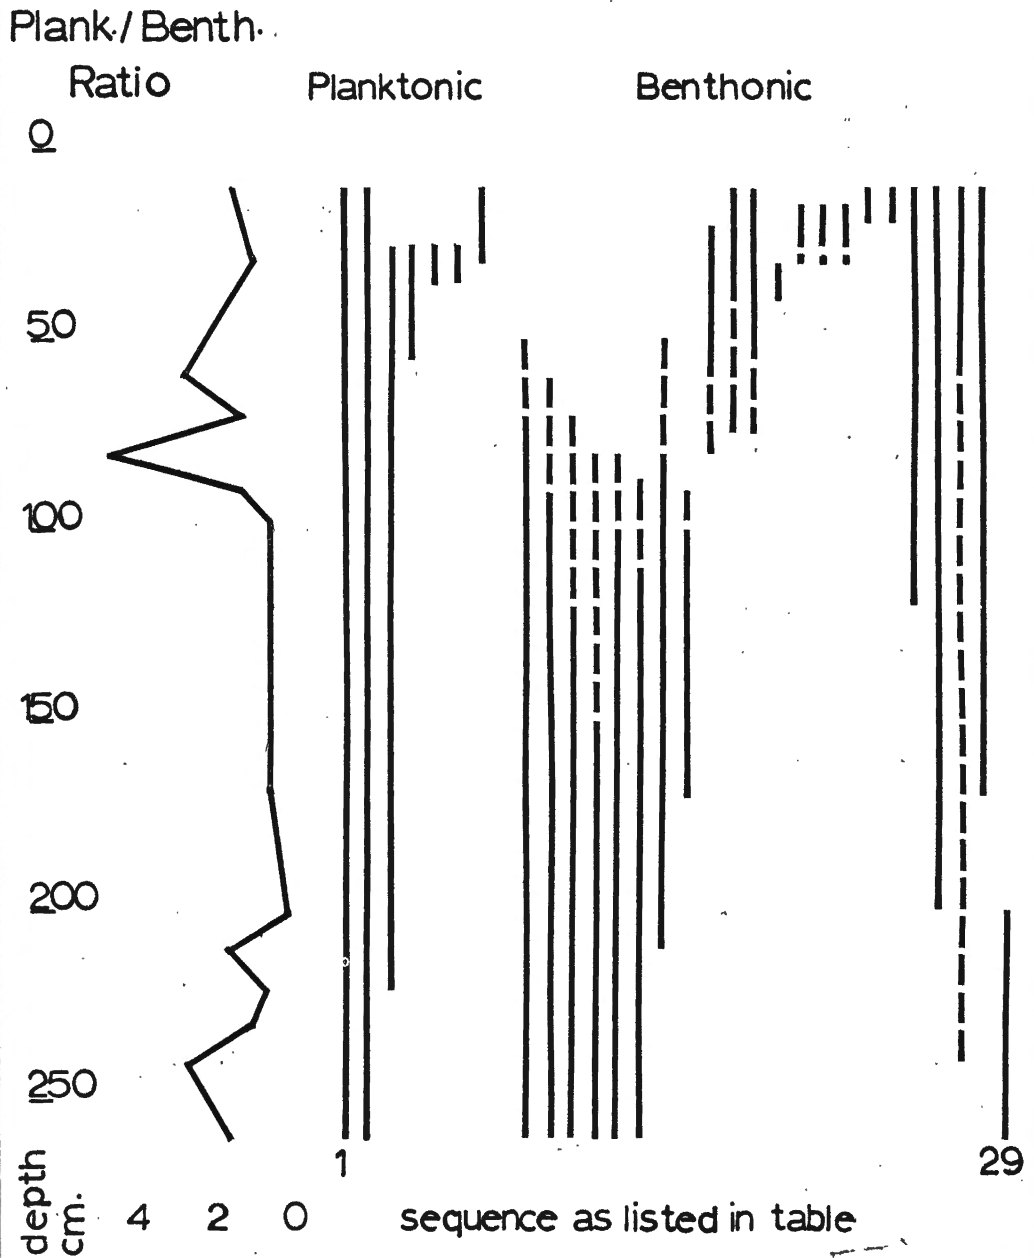 Plank./Benth.
Ratio
Planktonic
Benthonic
0
50
100
150
200
250
depth
cm.
4 2 0
1
29
sequence as listed in table